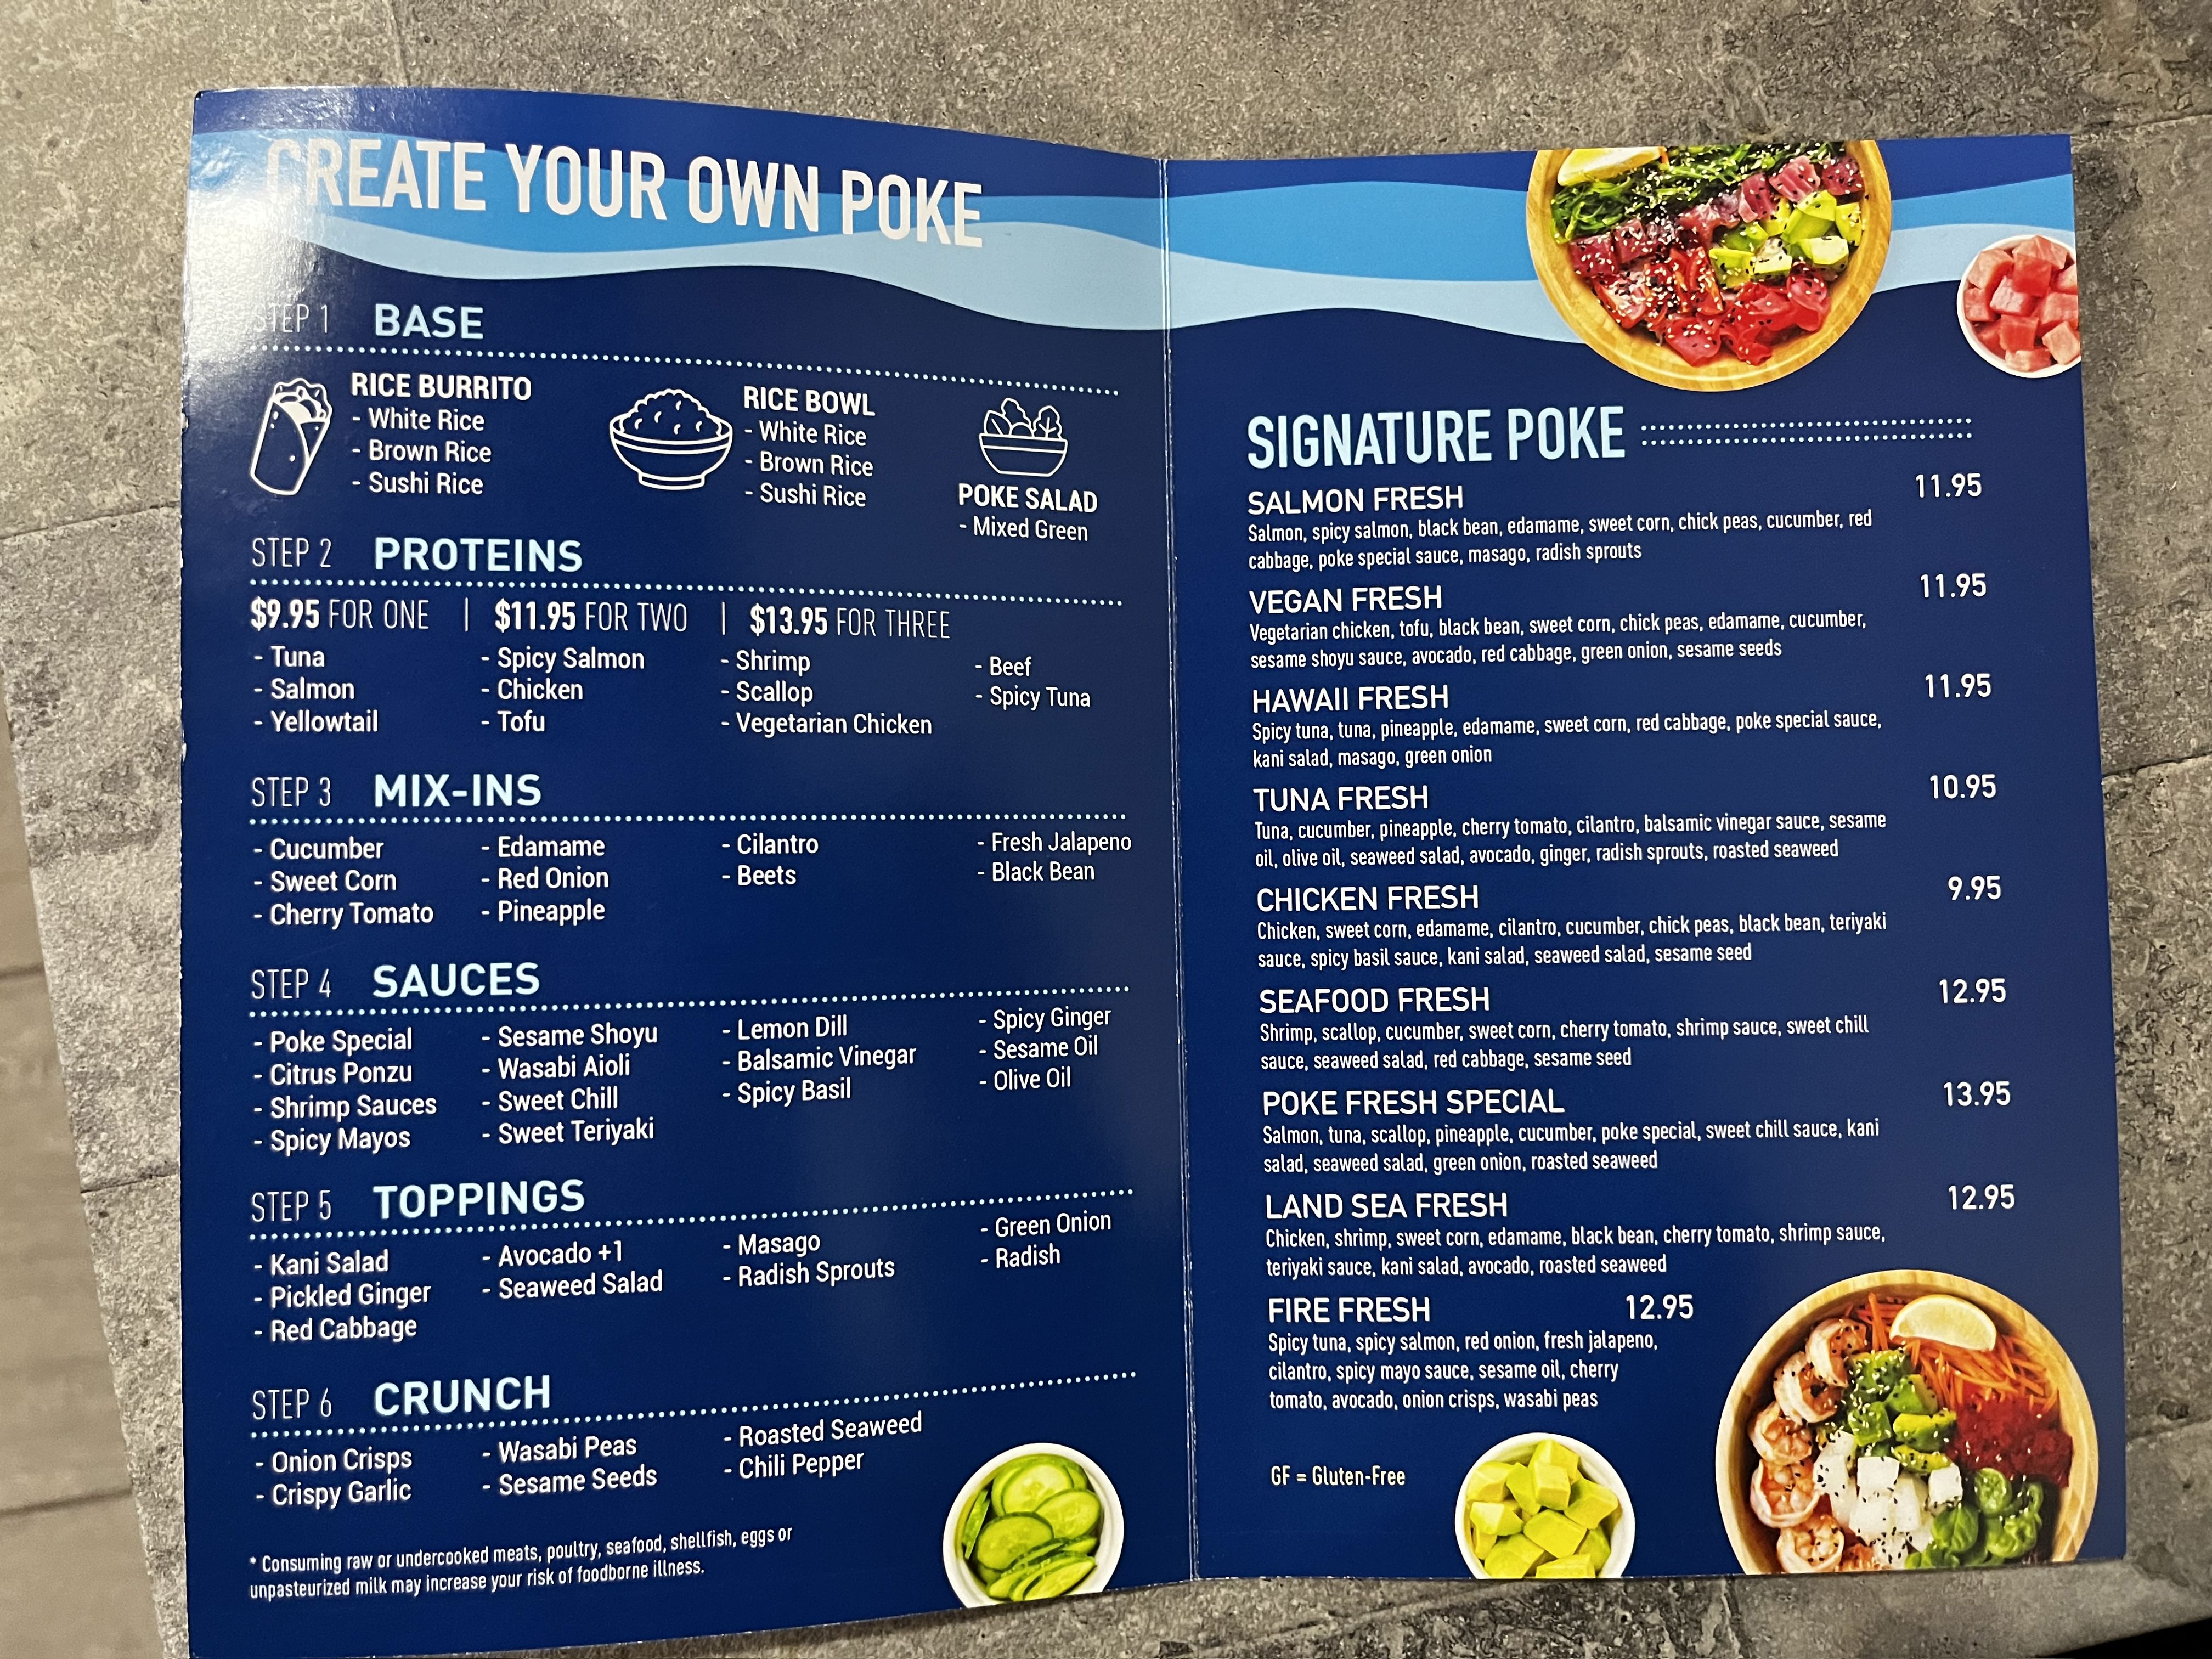 CREATE YOUR OWN POKE
STEP 1 BASE
RICE BURRITO
- White Rice
- Brown Rice
- Sushi Rice
RICE BOWL
- White Rice
- Brown Rice
- Sushi Rice
POKE SALAD
- Mixed Green
STEP 2 PROTEINS
$9.95 FOR ONE | $11.95 FOR TWO | $13.95 FOR THREE
- Tuna
- Salmon
- Yellowtail
- Spicy Salmon
- Chicken
- Tofu
- Shrimp
- Scallop
- Vegetarian Chicken
- Beef
- Spicy Tuna
STEP 3 MIX-INS
- Cucumber
- Sweet Corn
- Cherry Tomato
- Edamame
- Red Onion
- Pineapple
- Cilantro
- Beets
- Fresh Jalapeno
- Black Bean
STEP 4 SAUCES
- Poke Special
- Citrus Ponzu
- Shrimp Sauces
- Spicy Mayos
- Sesame Shoyu
- Wasabi Aioli
- Sweet Chill
- Sweet Teriyaki
- Lemon Dill
- Balsamic Vinegar
- Spicy Basil
- Spicy Ginger
- Sesame Oil
- Olive Oil
STEP 5 TOPPINGS
- Kani Salad
- Pickled Ginger
- Red Cabbage
- Avocado +1
- Seaweed Salad
- Masago
- Radish Sprouts
- Green Onion
- Radish
STEP 6 CRUNCH
- Onion Crisps
- Crispy Garlic
- Wasabi Peas
- Sesame Seeds
- Roasted Seaweed
- Chili Pepper
* Consuming raw or undercooked meats, poultry, seafood, shellfish, eggs or
unpasteurized milk may increase your risk of foodborne illness.
SIGNATURE POKE
SALMON FRESH 11.95
Salmon, spicy salmon, black bean, edamame, sweet corn, chick peas, cucumber, red
cabbage, poke special sauce, masago, radish sprouts
VEGAN FRESH 11.95
Vegetarian chicken, tofu, black bean, sweet corn, chick peas, edamame, cucumber,
sesame shoyu sauce, avocado, red cabbage, green onion, sesame seeds
HAWAII FRESH 11.95
Spicy tuna, tuna, pineapple, edamame, sweet corn, red cabbage, poke special sauce,
kani salad, masago, green onion
TUNA FRESH 10.95
Tuna, cucumber, pineapple, cherry tomato, cilantro, balsamic vinegar sauce, sesame
oil, olive oil, seaweed salad, avocado, ginger, radish sprouts, roasted seaweed
CHICKEN FRESH 9.95
Chicken, sweet corn, edamame, cilantro, cucumber, chick peas, black bean, teriyaki
sauce, spicy basil sauce, kani salad, seaweed salad, sesame seed
SEAFOOD FRESH 12.95
Shrimp, scallop, cucumber, sweet corn, cherry tomato, shrimp sauce, sweet chill
sauce, seaweed salad, red cabbage, sesame seed
POKE FRESH SPECIAL 13.95
Salmon, tuna, scallop, pineapple, cucumber, poke special, sweet chill sauce, kani
salad, seaweed salad, green onion, roasted seaweed
LAND SEA FRESH 12.95
Chicken, shrimp, sweet corn, edamame, black bean, cherry tomato, shrimp sauce,
teriyaki sauce, kani salad, avocado, roasted seaweed
FIRE FRESH 12.95
Spicy tuna, spicy salmon, red onion, fresh jalapeno,
cilantro, spicy mayo sauce, sesame oil, cherry
tomato, avocado, onion crisps, wasabi peas
GF = Gluten-Free